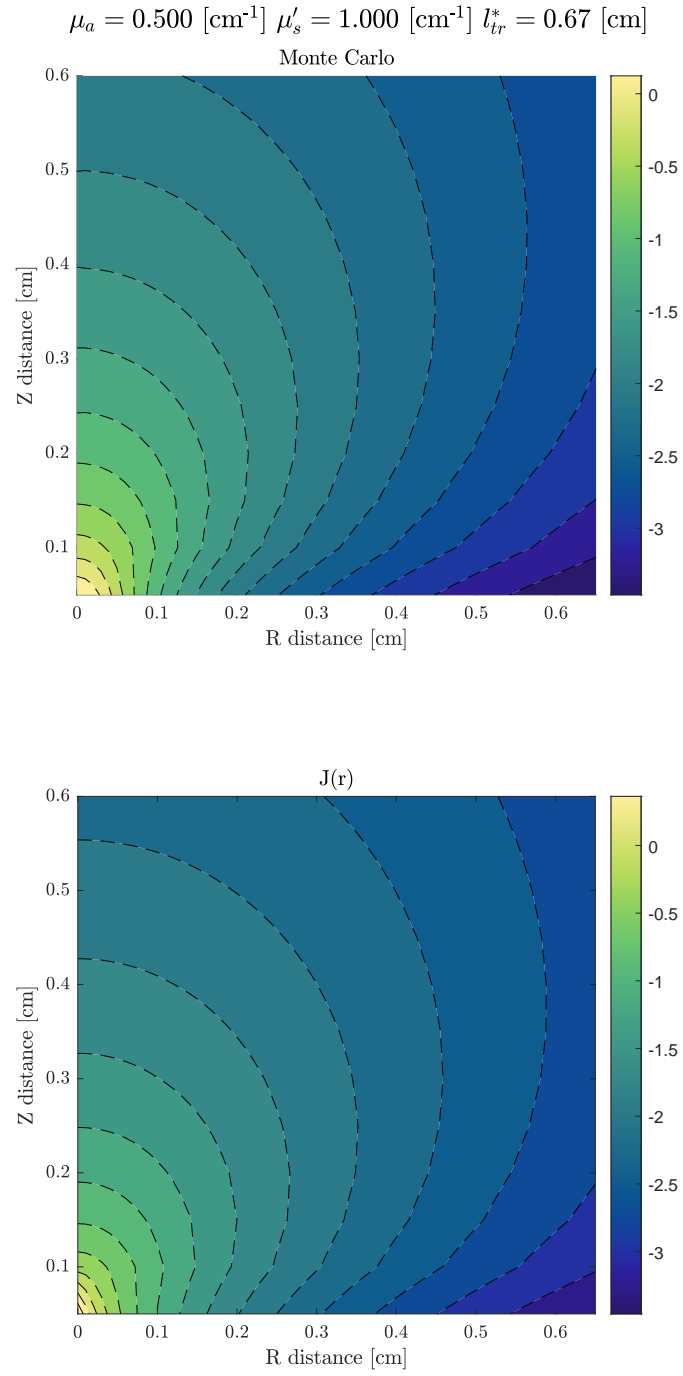 μₐ = 0.500 [cm⁻¹] μ′ₛ = 1.000 [cm⁻¹] l*ₜᵣ = 0.67 [cm]
Monte Carlo
0.6
0.5
0.4
0.3
0.2
0.1
Z distance [cm]
0 0.1 0.2 0.3 0.4 0.5 0.6
R distance [cm]
0
-0.5
-1
-1.5
-2
-2.5
-3
J(r)
0.6
0.5
0.4
0.3
0.2
0.1
Z distance [cm]
0 0.1 0.2 0.3 0.4 0.5 0.6
R distance [cm]
0
-0.5
-1
-1.5
-2
-2.5
-3